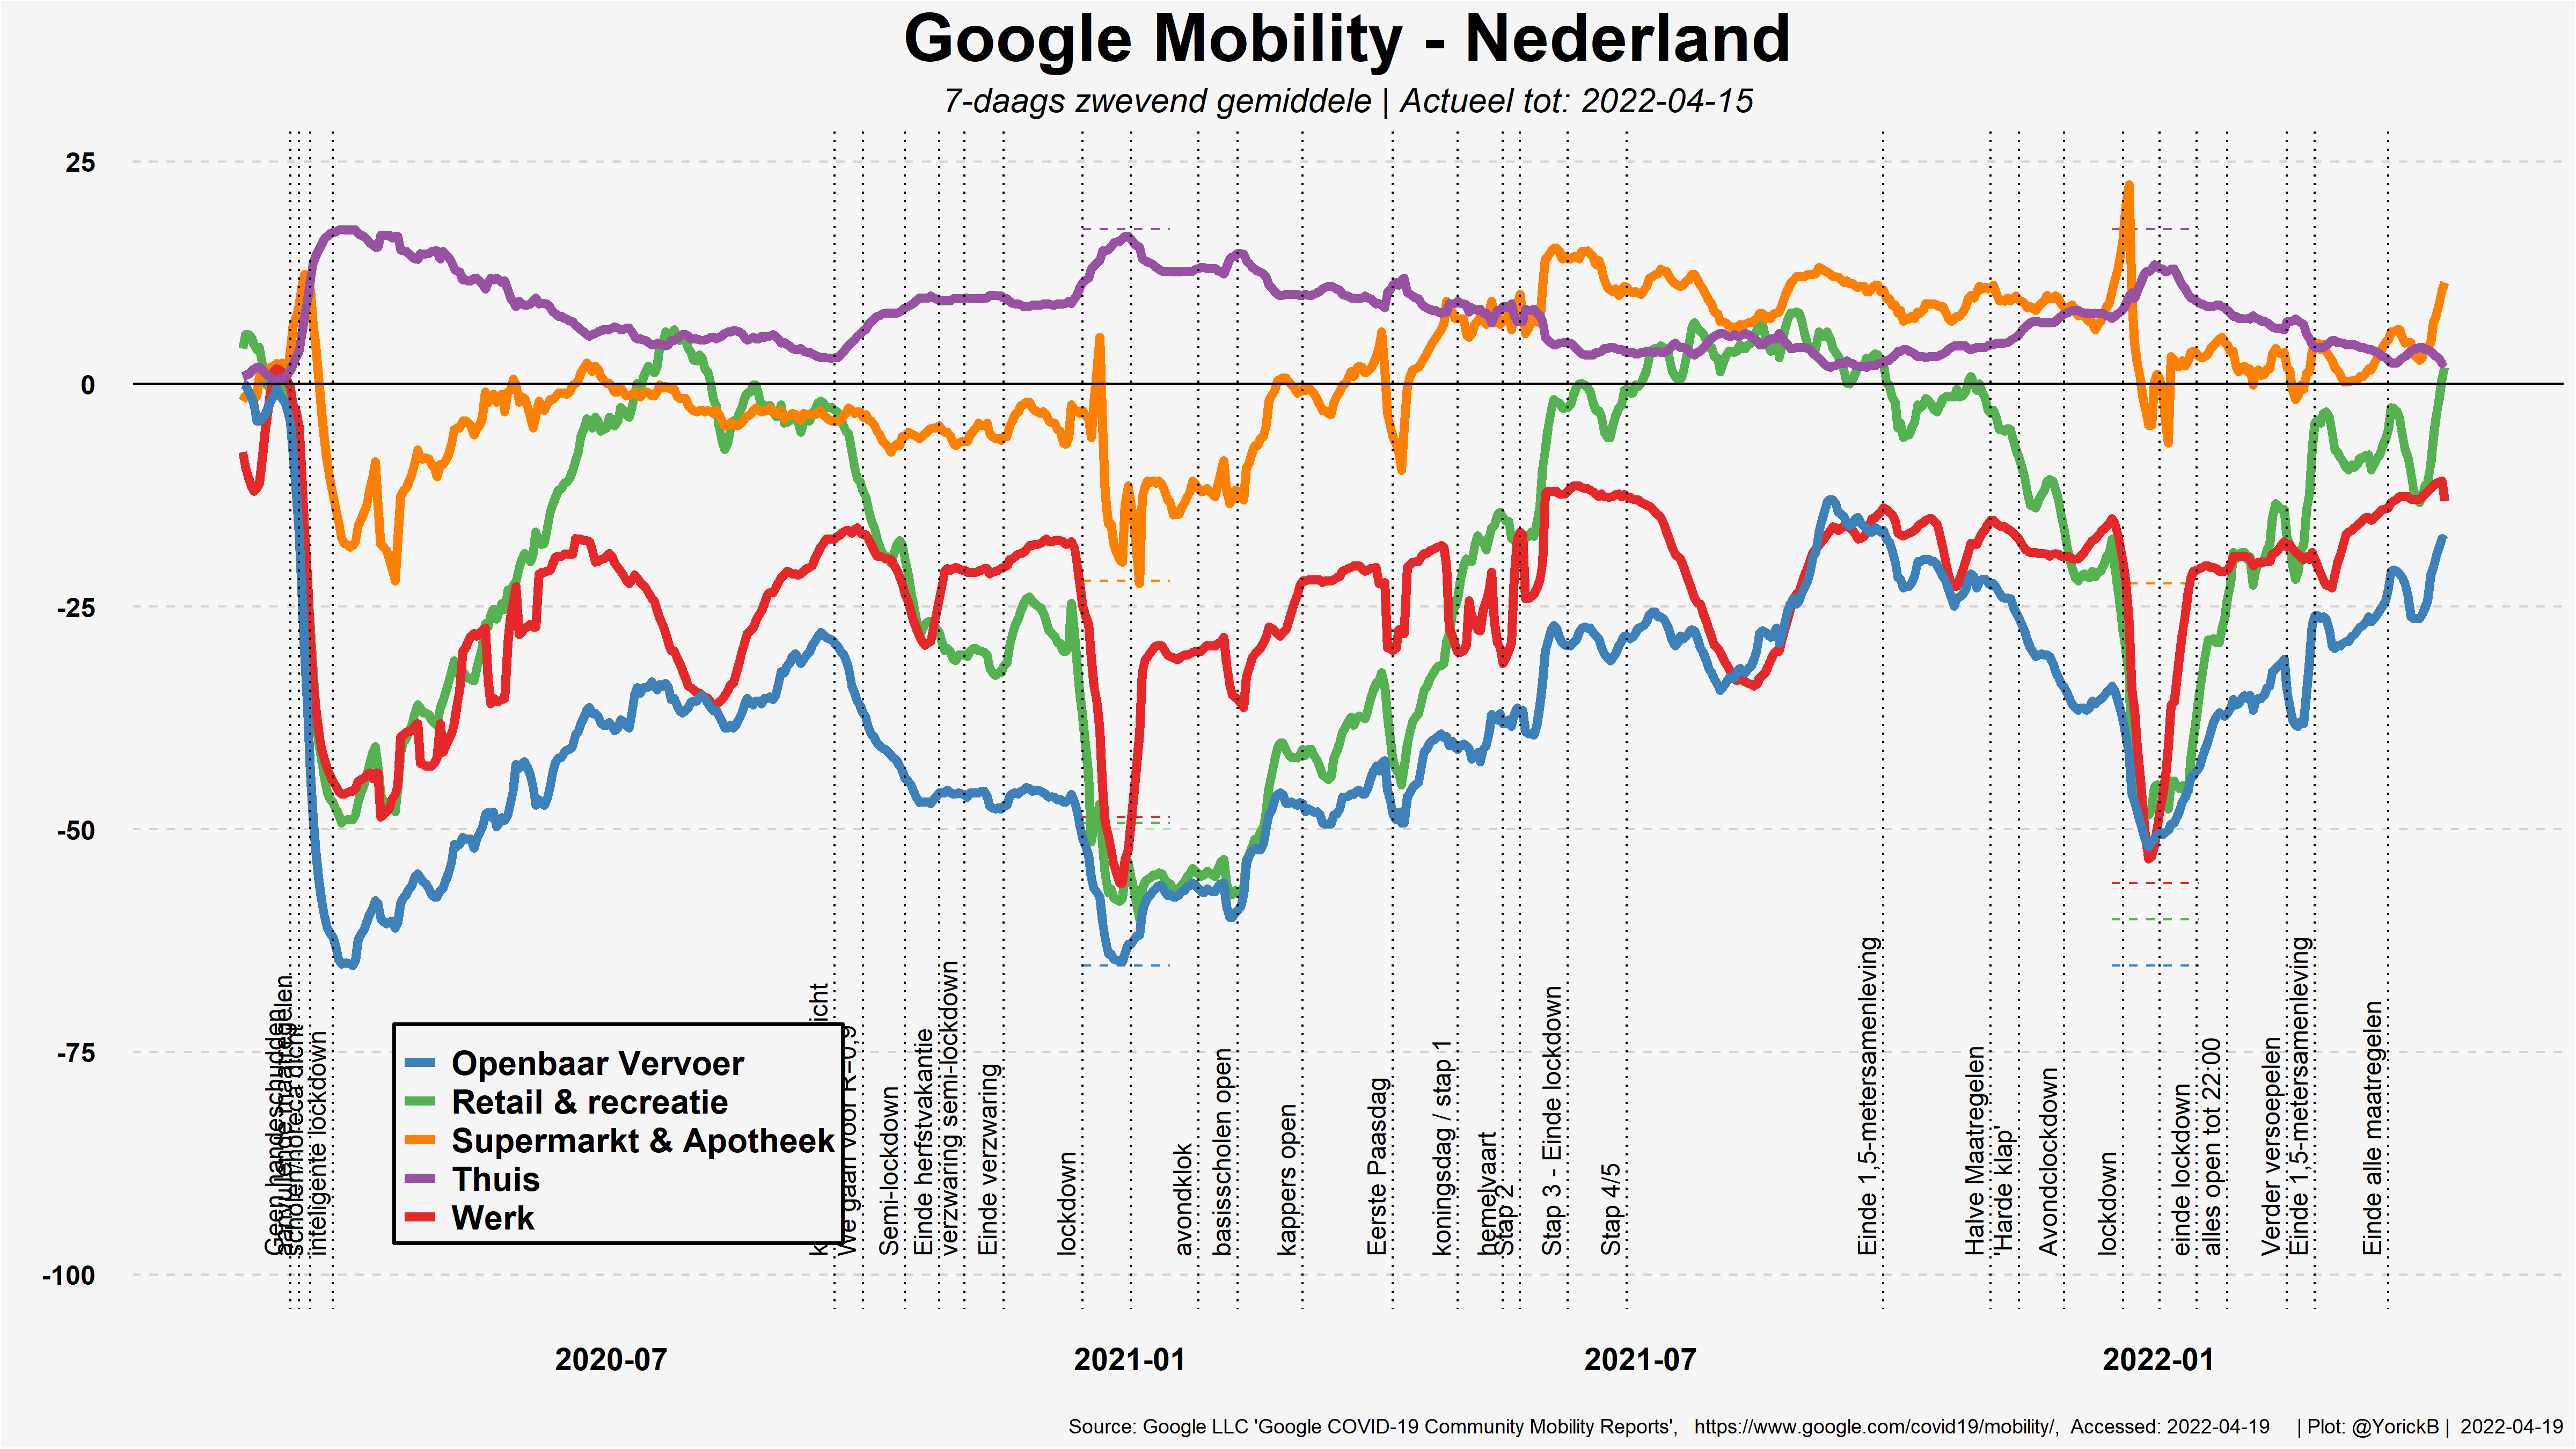 Google Mobility - Nederland
7-daags zwevend gemiddele | Actueel tot: 2022-04-15
25
0
-25
-50
-75
-100
Geen handeschudden
scholen/horeca dicht
inteligente lockdown
We gaan voor R=0,9
Semi-lockdown
Einde herfstvakantie
verzwaring semi-lockdown
Einde verzwaring
lockdown
avondklok
basisscholen open
kappers open
Eerste Paasdag
koningsdag / stap 1
hemelvaart
Stap 2
Stap 3 - Einde lockdown
Stap 4/5
Einde 1,5-metersamenleving
Halve Maatregelen
'Harde klap'
Avondclockdown
lockdown
einde lockdown
alles open tot 22:00
Verder versoepelen
Einde 1,5-metersamenleving
Einde alle maatregelen
Openbaar Vervoer
Retail & recreatie
Supermarkt & Apotheek
Thuis
Werk
2020-07
2021-01
2021-07
2022-01
Source: Google LLC 'Google COVID-19 Community Mobility Reports', https://www.google.com/covid19/mobility/, Accessed: 2022-04-19 | Plot: @YorickB | 2022-04-19